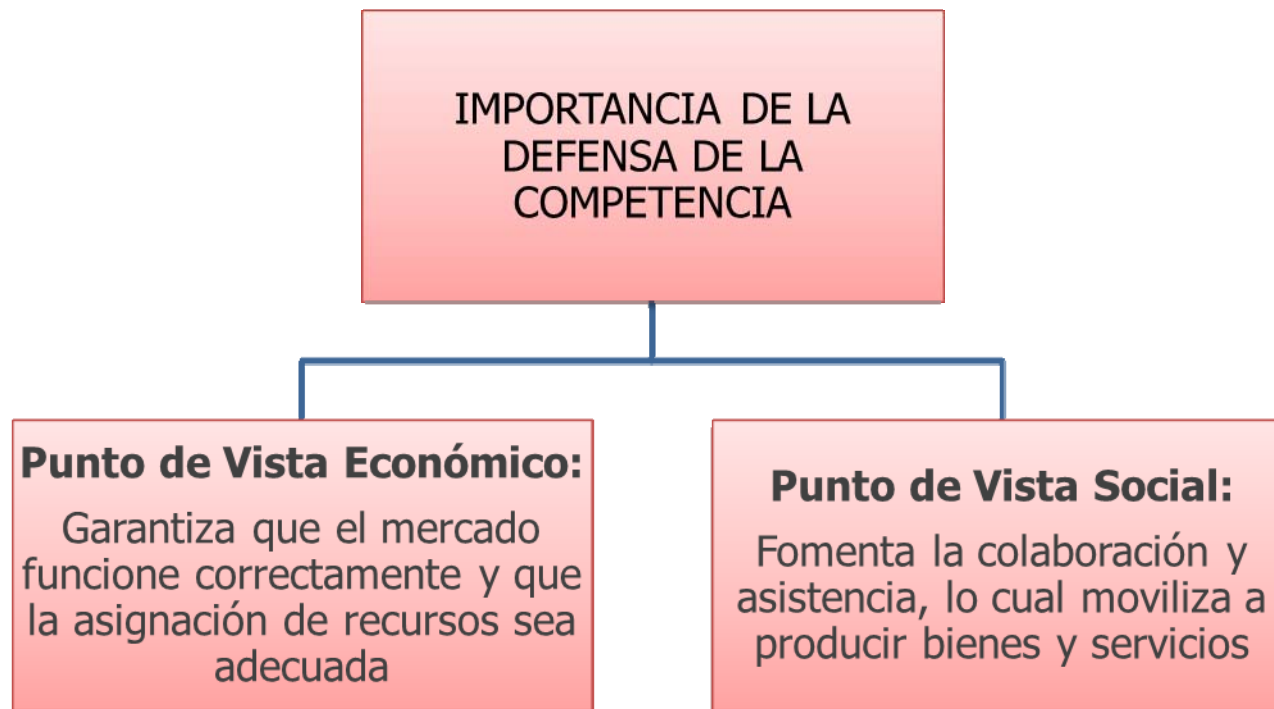 IMPORTANCIA DE LA
DEFENSA DE LA
COMPETENCIA
Punto de Vista Económico:
Garantiza que el mercado
funcione correctamente y que
la asignación de recursos sea
adecuada
Punto de Vista Social:
Fomenta la colaboración y
asistencia, lo cual moviliza a
producir bienes y servicios